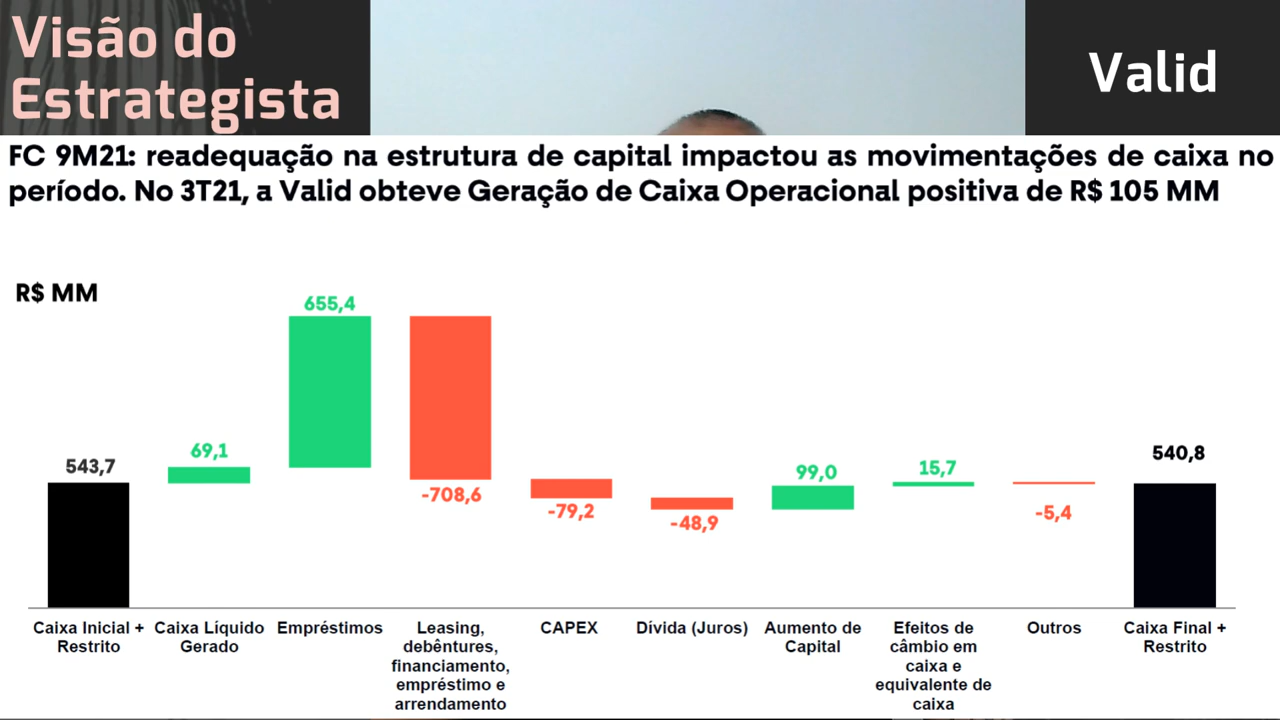 Visão do
Estrategista
Valid
FC 9M21: readequação na estrutura de capital impactou as movimentações de caixa no
período. No 3T21, a Valid obteve Geração de Caixa Operacional positiva de R$ 105 MM
R$ MM
543,7
69,1
655,4
-708,6
-79,2
-48,9
99,0
15,7
-5,4
540,8
Caixa Inicial +
Restrito
Caixa Líquido
Gerado
Empréstimos
Leasing,
debêntures,
financiamento,
empréstimo e
arrendamento
CAPEX
Dívida (Juros)
Aumento de
Capital
Efeitos de
câmbio em
caixa e
equivalente de
caixa
Outros
Caixa Final +
Restrito